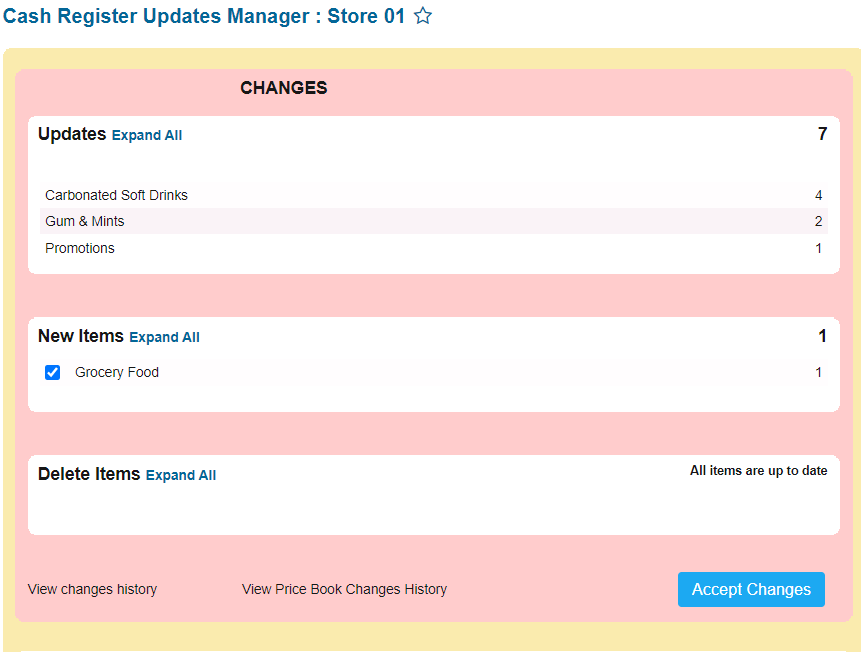 Cash Register Updates Manager : Store 01
CHANGES
Updates Expand All 7
Carbonated Soft Drinks 4
Gum & Mints 2
Promotions 1
New Items Expand All 1
Grocery Food 1
Delete Items Expand All All items are up to date
View changes history View Price Book Changes History Accept Changes